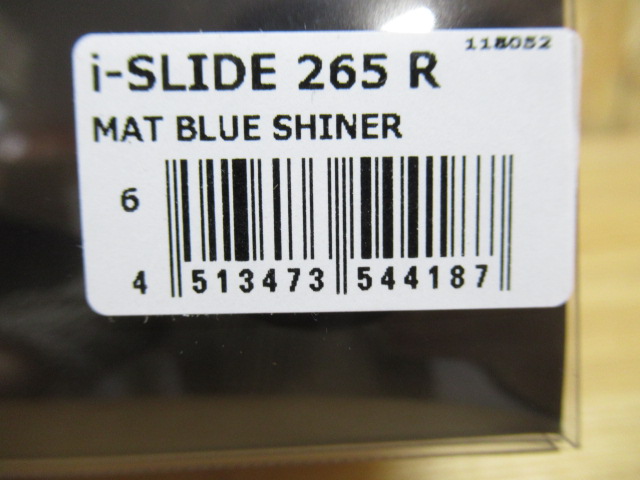 118052
i-SLIDE 265 R
MAT BLUE SHINER
6
4 513473 544187